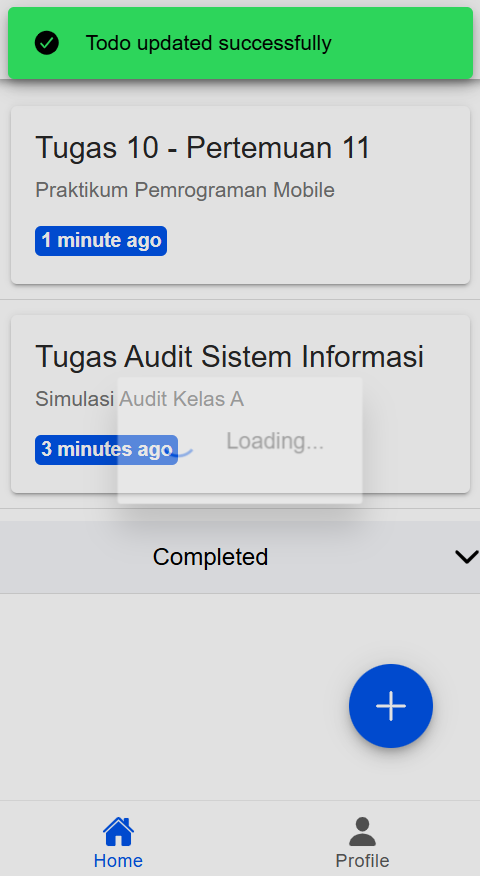 Todo updated successfully
Tugas 10 - Pertemuan 11
Praktikum Pemrograman Mobile
1 minute ago
Tugas Audit Sistem Informasi
Simulasi Audit Kelas A
3 minutes ago
Loading...
Completed
Home
Profile